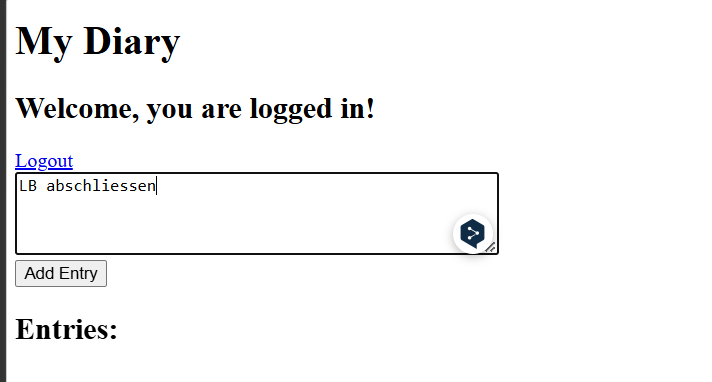 My Diary
Welcome, you are logged in!
Logout
LB abschliessen
Add Entry
Entries: